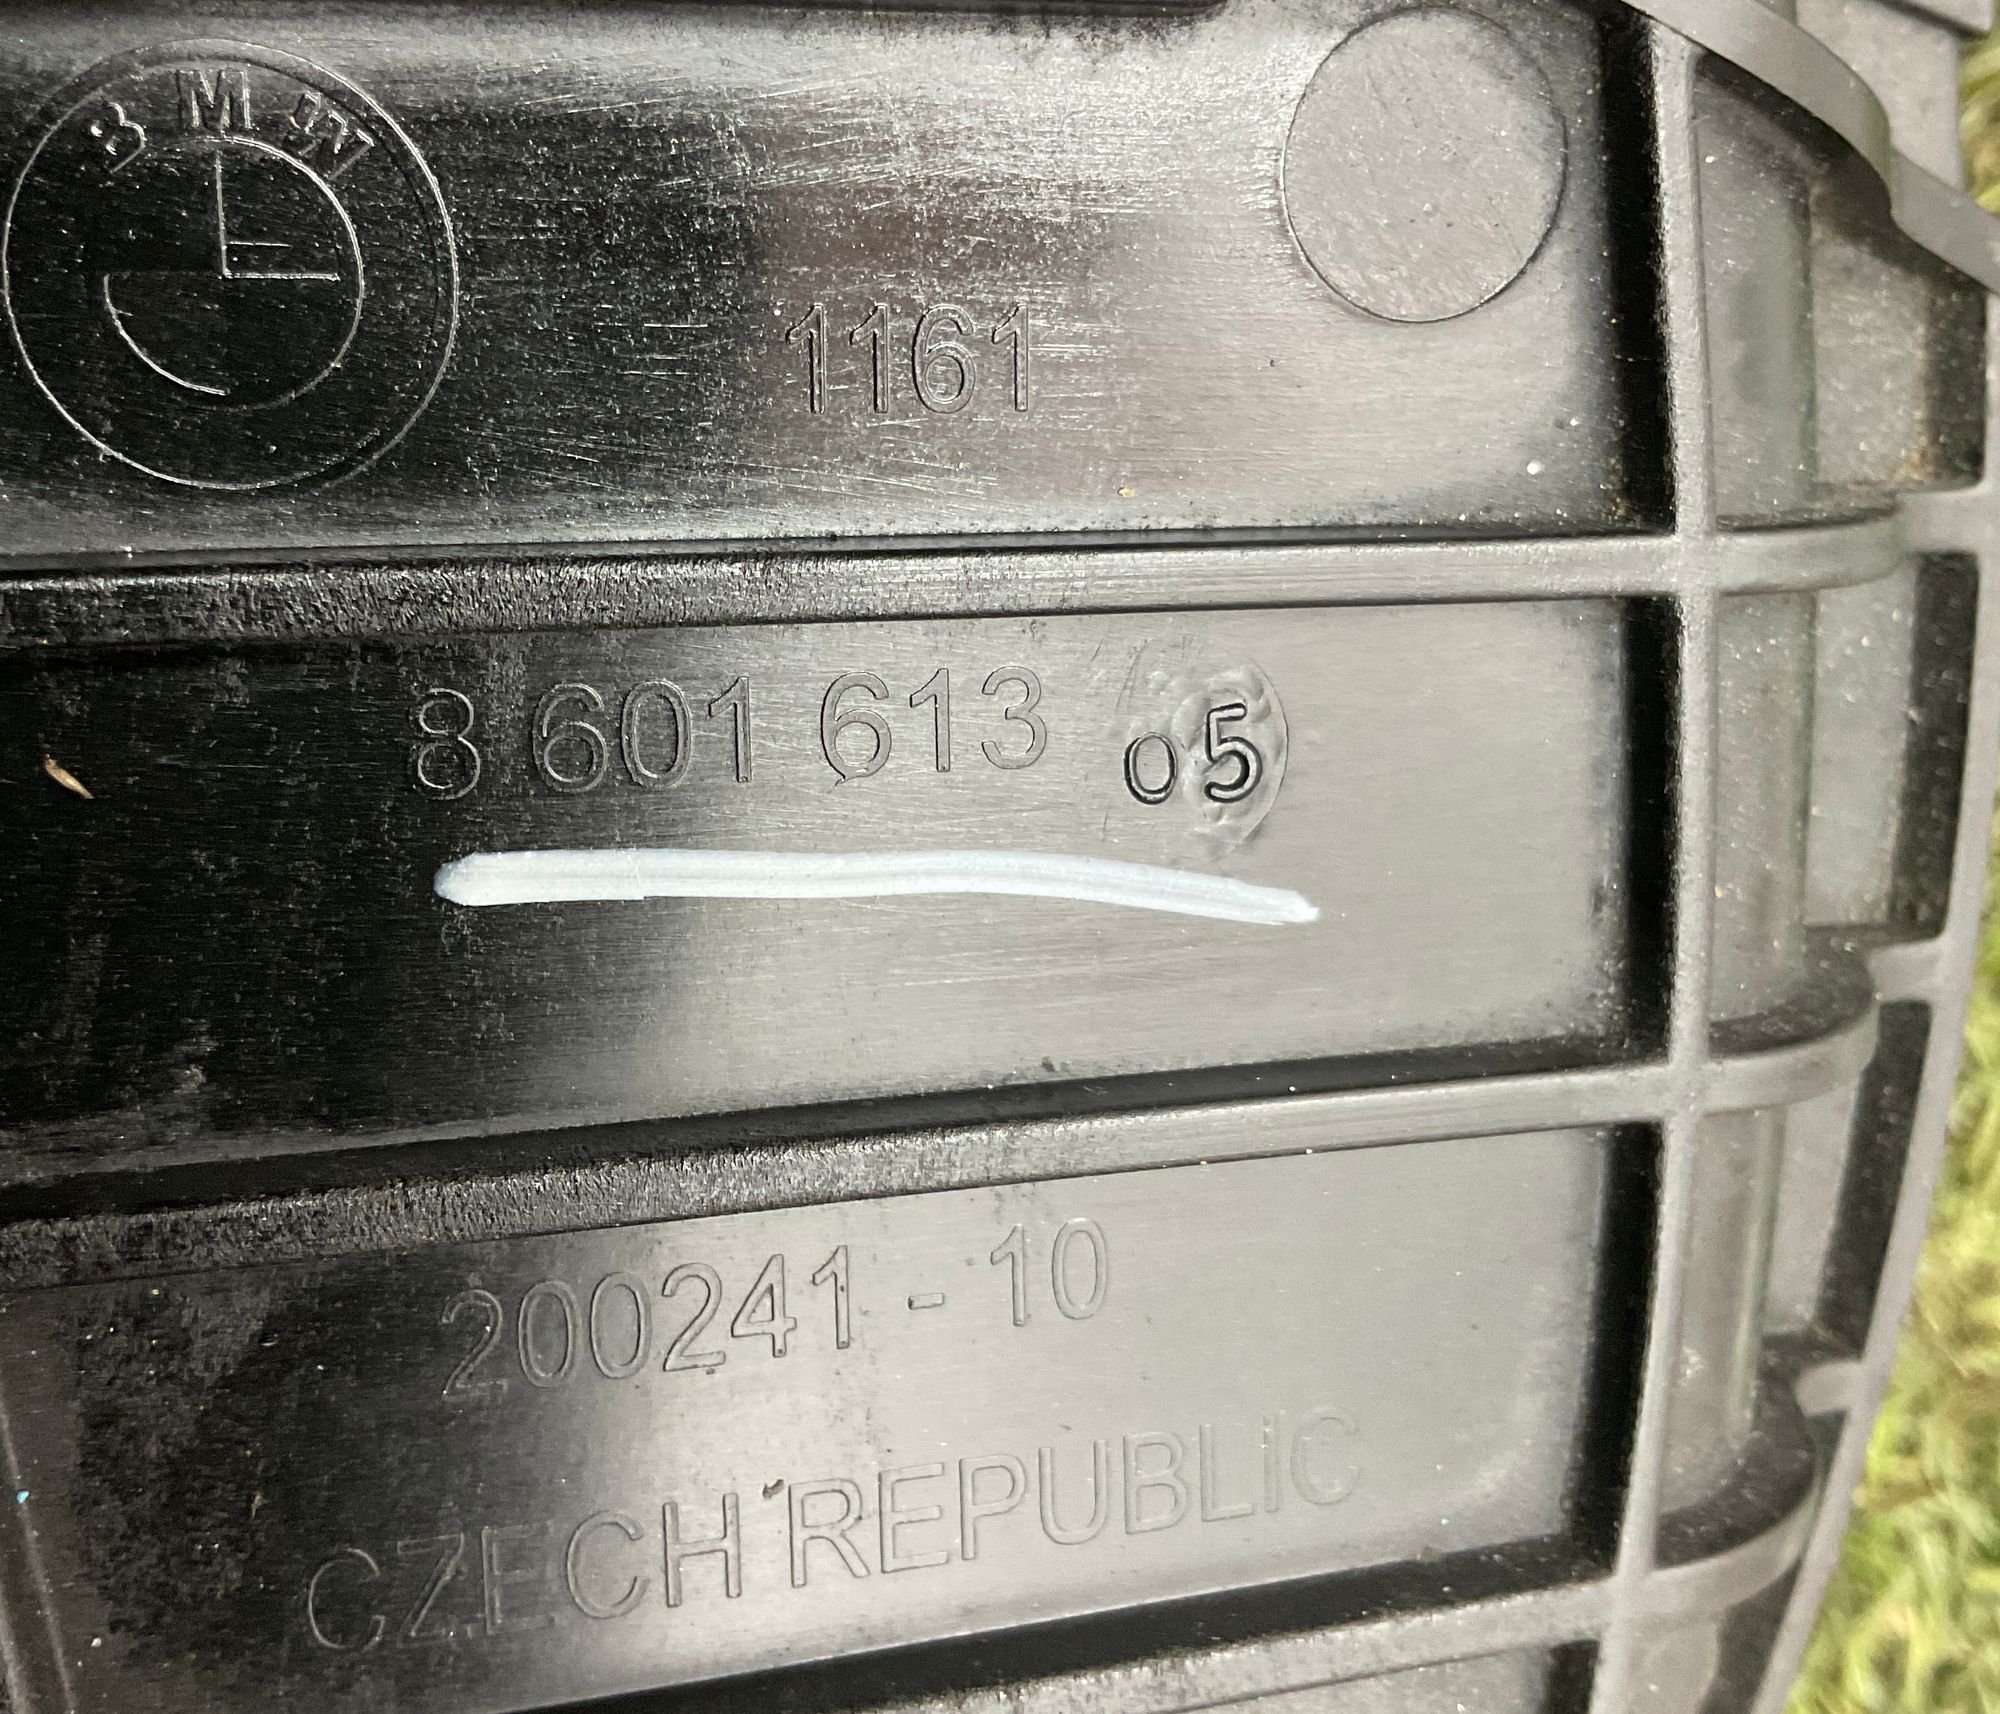 BMW
1161
8 601 613 05
200241 - 10
CZECH REPUBLIC